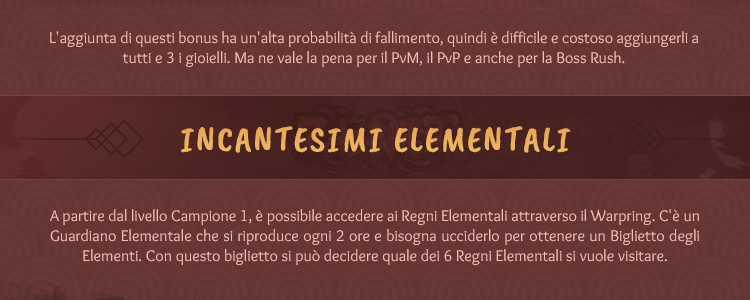 L'aggiunta di questi bonus ha un'alta probabilità di fallimento, quindi è difficile e costoso aggiungerli a
tutti e 3 i gioielli. Ma ne vale la pena per il PvM, il PvP e anche per la Boss Rush.
INCANTESIMI ELEMENTALI
A partire dal livello Campione 1, è possibile accedere ai Regni Elementali attraverso il Warpring. C'è un
Guardiano Elementale che si riproduce ogni 2 ore e bisogna ucciderlo per ottenere un Biglietto degli
Elementi. Con questo biglietto si può decidere quale dei 6 Regni Elementali si vuole visitare.